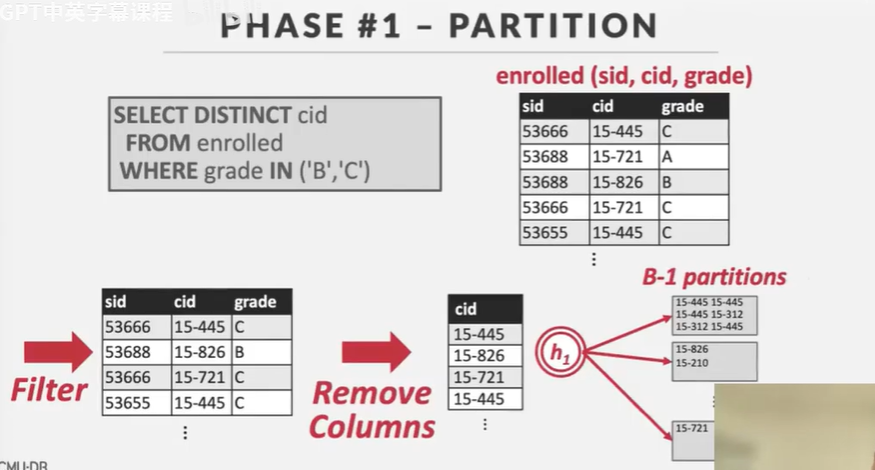 GPT中英字幕课程
PHASE #1 – PARTITION
enrolled (sid, cid, grade)
SELECT DISTINCT cid
FROM enrolled
WHERE grade IN ('B','C')
sid cid grade
53666 15-445 C
53688 15-721 A
53688 15-826 B
53666 15-721 C
53655 15-445 C
⋮
Filter
sid cid grade
53666 15-445 C
53688 15-826 B
53666 15-721 C
53655 15-445 C
⋮
Remove
Columns
cid
15-445
15-826
15-721
15-445
⋮
h1
B-1 partitions
15-445 15-445
15-445 15-312
15-312 15-445
15-826
15-210
15-721
CMU-DB